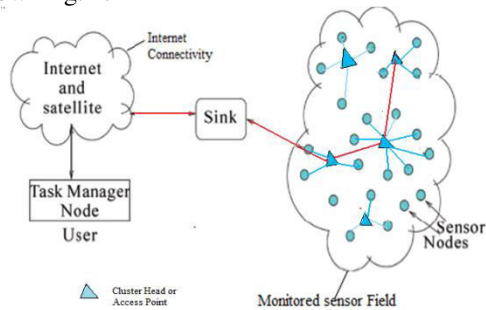 Internet
Connectivity
Internet
and
satellite
Sink
Task Manager
Node
User
Sensor
Nodes
Cluster Head or
Access Point
Monitored sensor Field